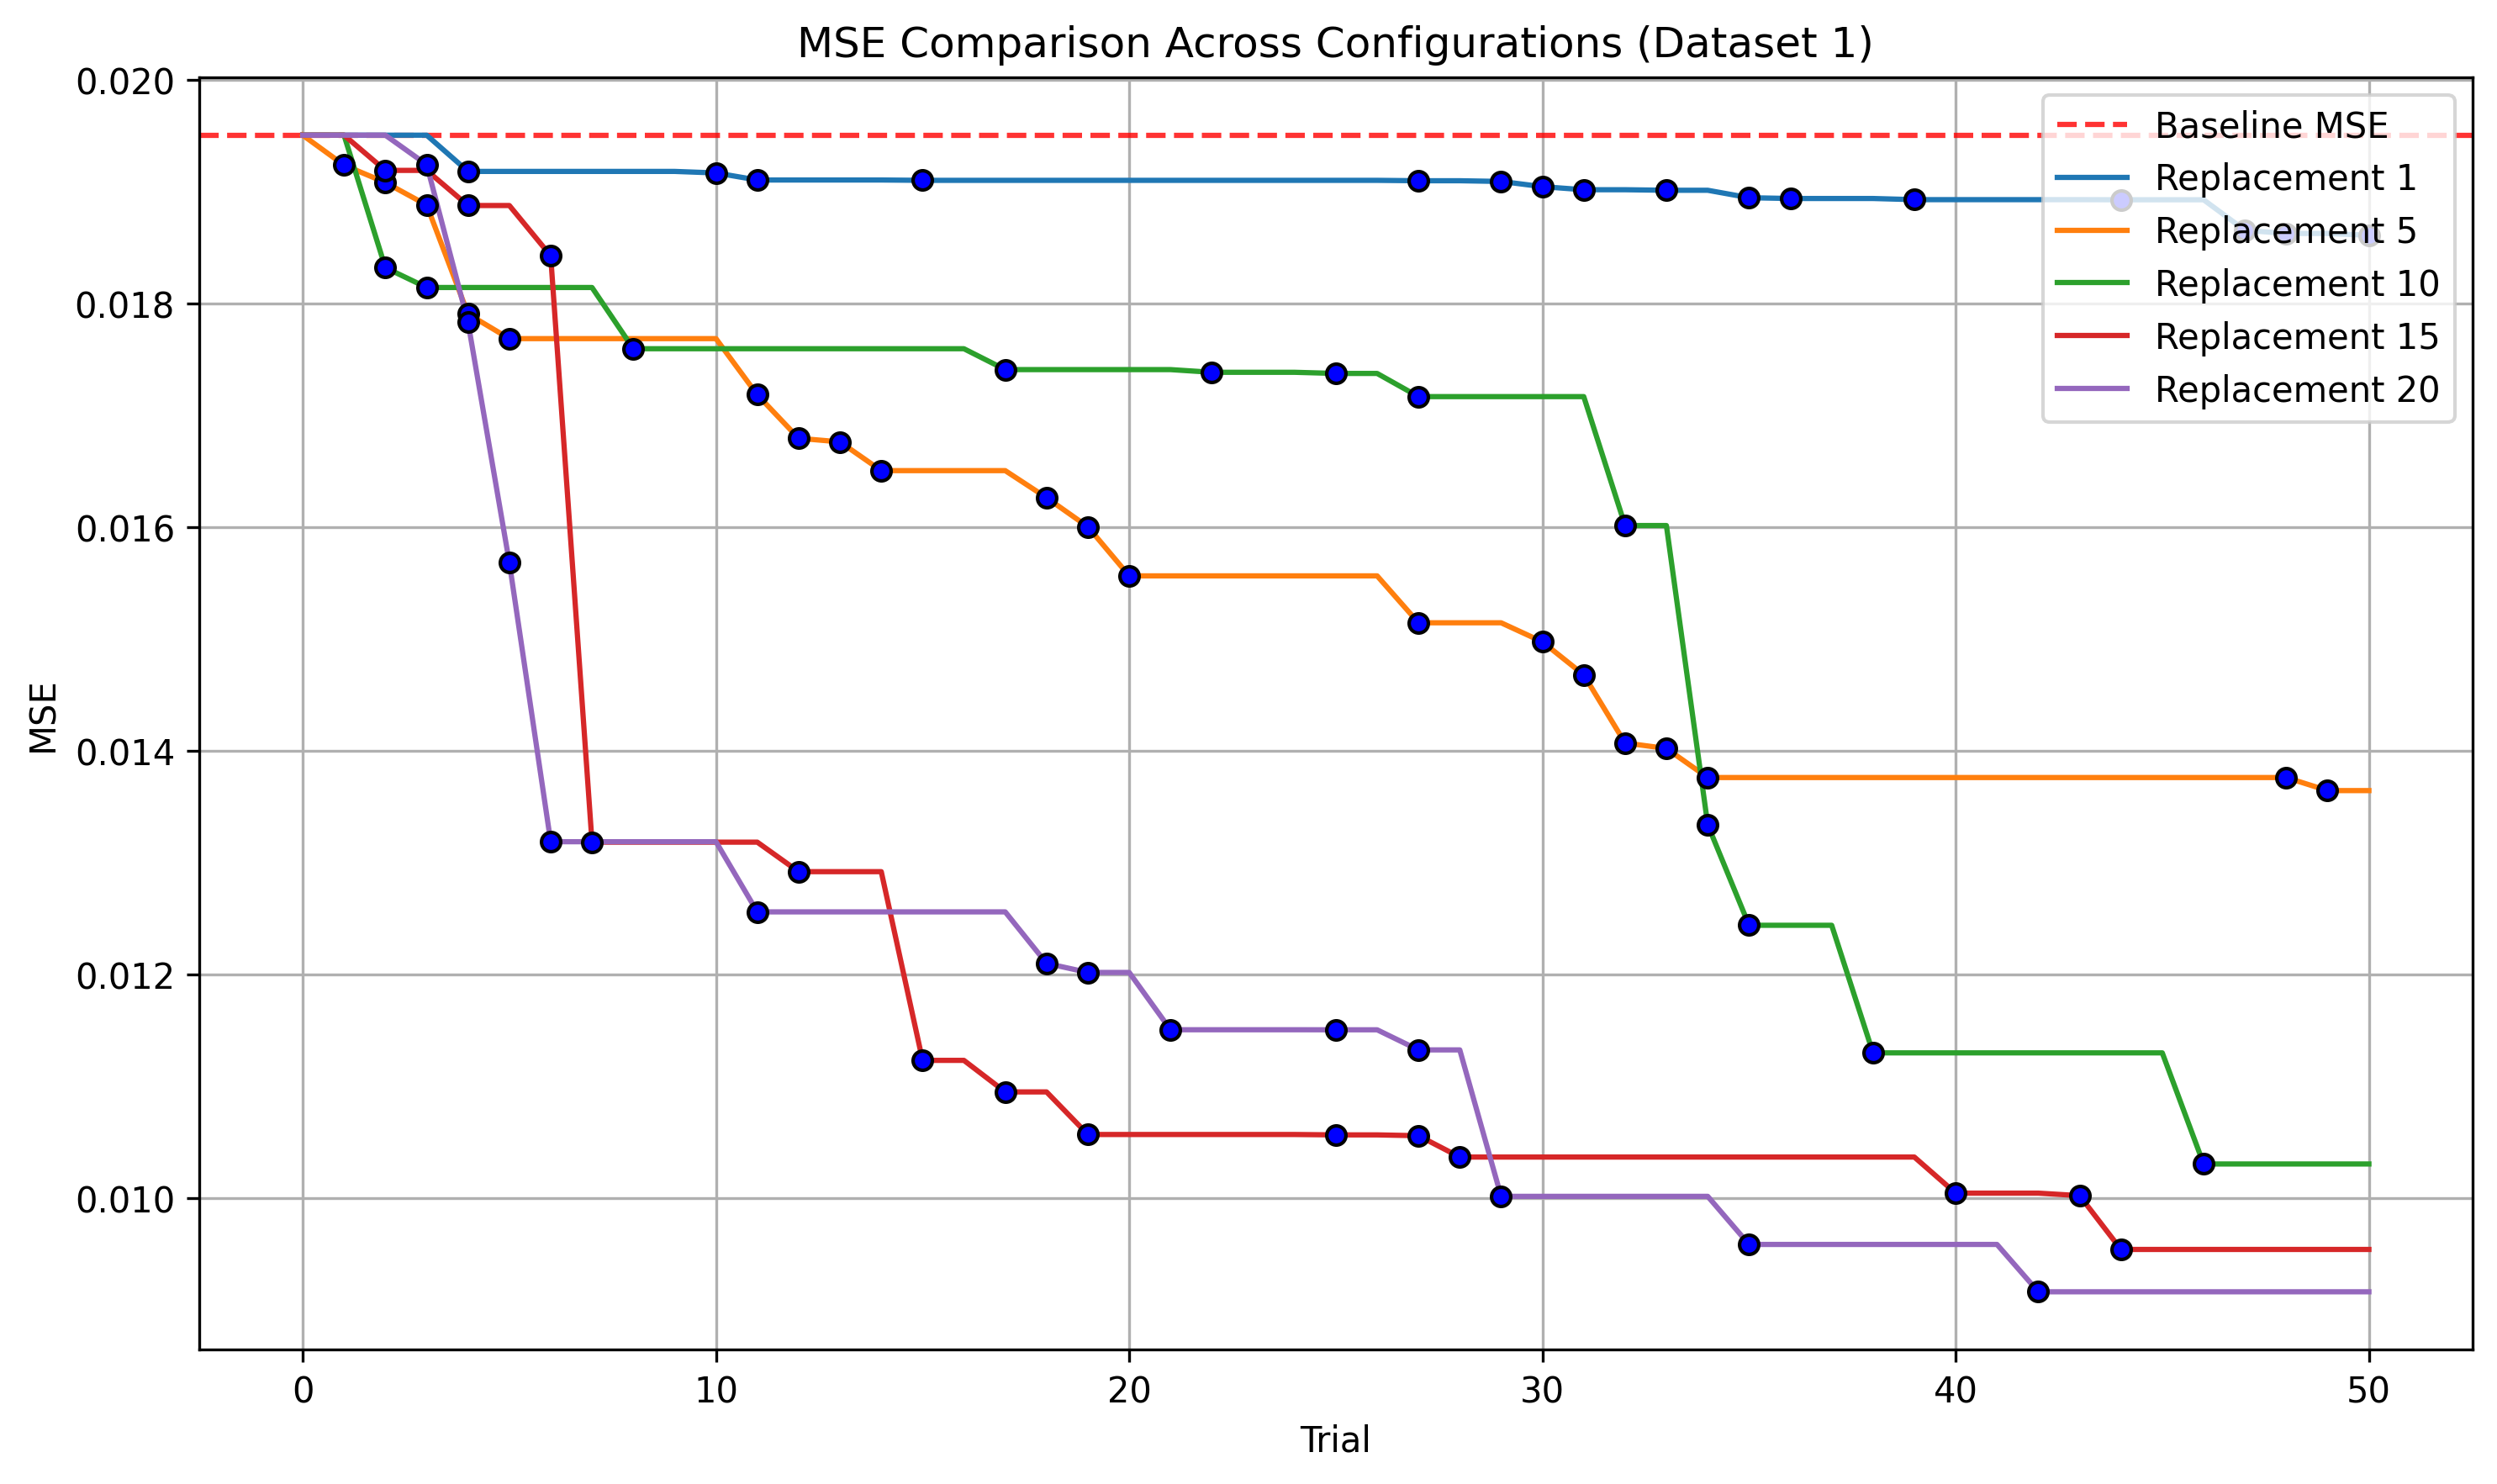 MSE Comparison Across Configurations (Dataset 1)
0.020
0.018
0.016
0.014
0.012
0.010
MSE
Baseline MSE
Replacement 1
Replacement 5
Replacement 10
Replacement 15
Replacement 20
0 10 20 30 40 50
Trial